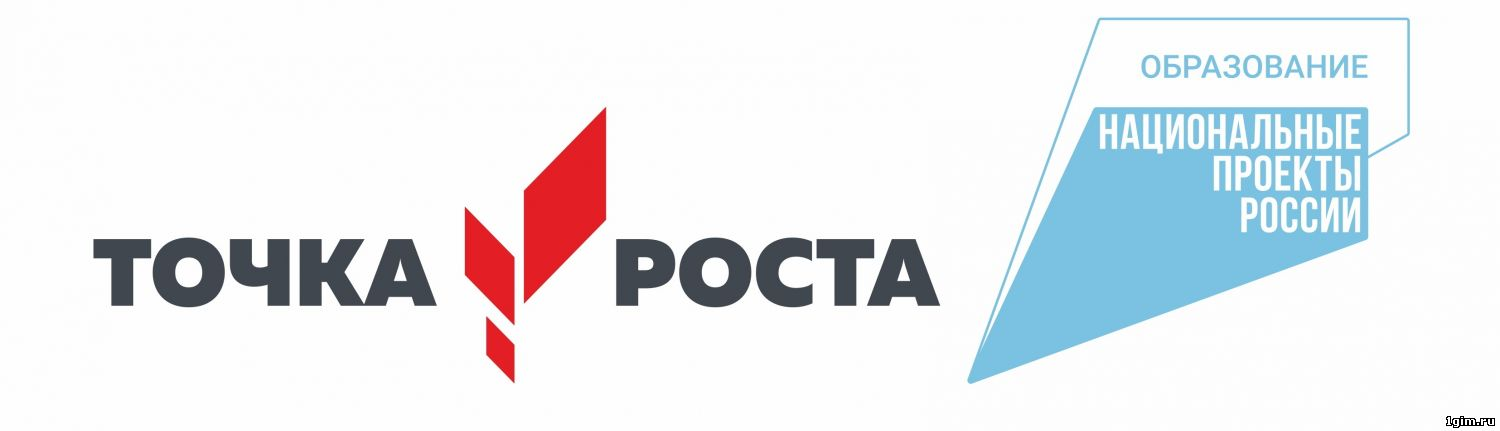 ТОЧКА РОСТА
ОБРАЗОВАНИЕ
НАЦИОНАЛЬНЫЕ
ПРОЕКТЫ
РОССИИ
1gim.ru